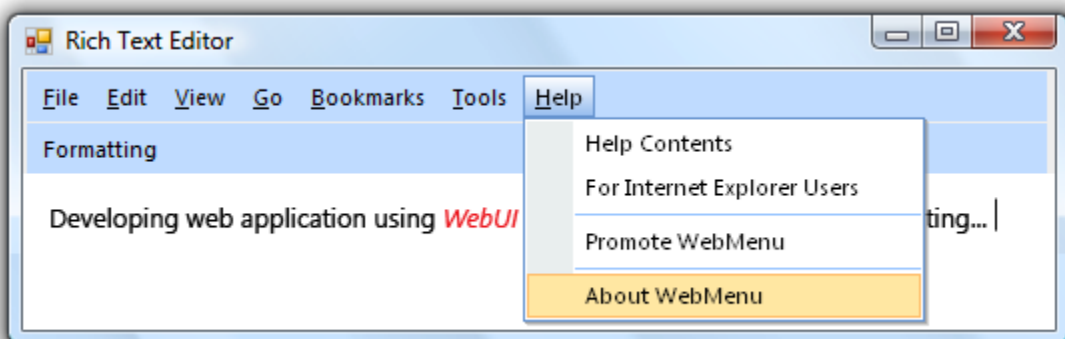 Rich Text Editor
File Edit View Go Bookmarks Tools Help
Formatting
Help Contents
For Internet Explorer Users
Promote WebMenu
About WebMenu
Developing web application using WebUI ting...